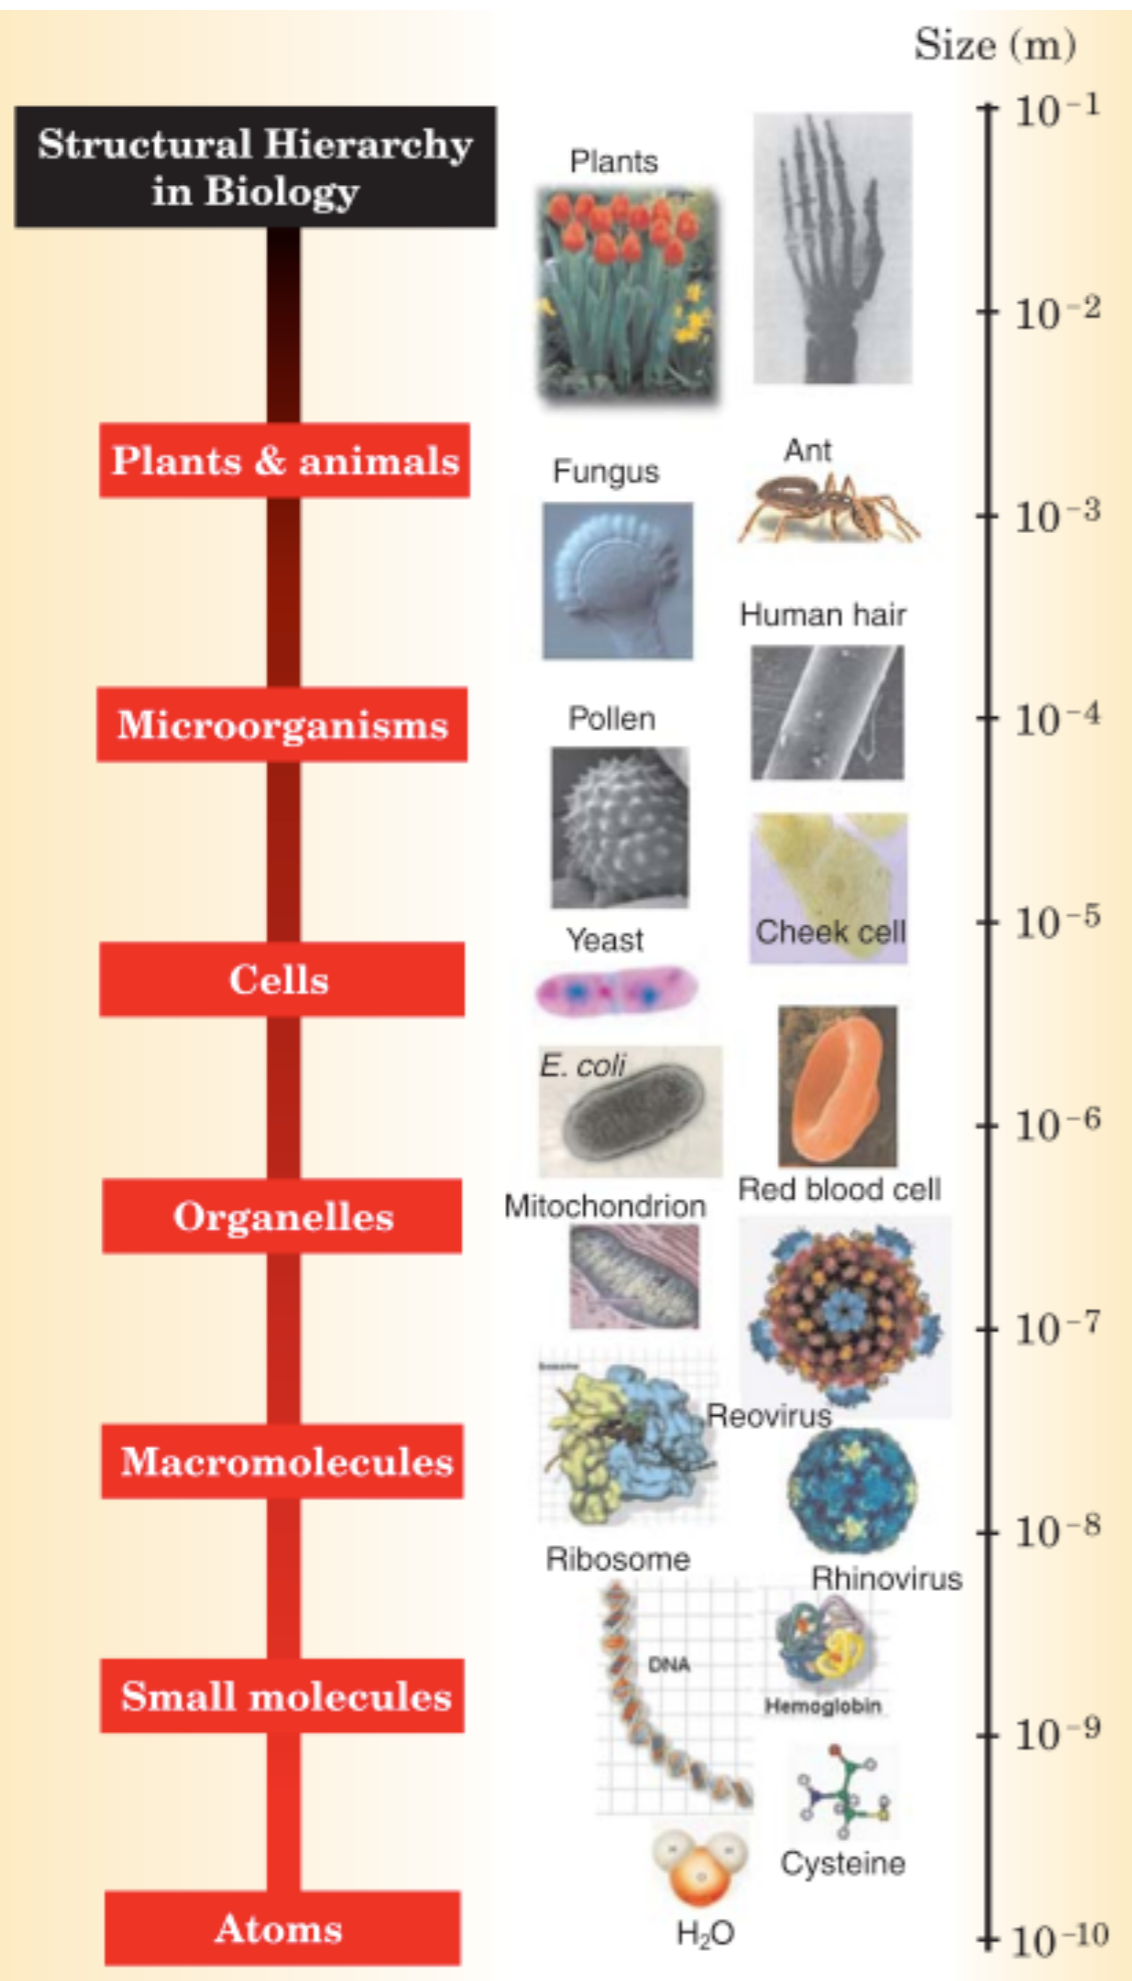 Size (m)
Structural Hierarchy
in Biology
Plants
10⁻¹
10⁻²
Plants & animals
Fungus
Ant
10⁻³
Human hair
Microorganisms
Pollen
10⁻⁴
Cheek cell
10⁻⁵
Cells
Yeast
E. coli
10⁻⁶
Organelles
Mitochondrion
Red blood cell
10⁻⁷
Reovirus
Macromolecules
10⁻⁸
Ribosome
Rhinovirus
DNA
Hemoglobin
Small molecules
10⁻⁹
Cysteine
Atoms
H₂O
10⁻¹⁰